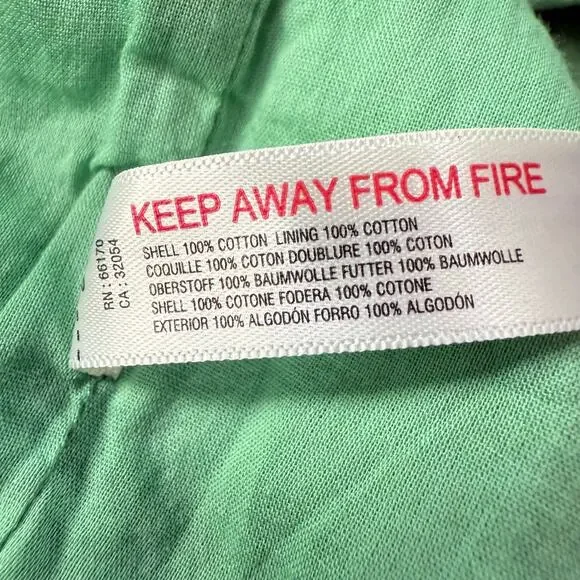 KEEP AWAY FROM FIRE
SHELL 100% COTTON LINING 100% COTTON
COQUILLE 100% COTON DOUBLURE 100% COTON
OBERSTOFF 100% BAUMWOLLE FUTTER 100% BAUMWOLLE
SHELL 100% COTONE FODERA 100% COTONE
EXTERIOR 100% ALGODÓN FORRO 100% ALGODÓN
RN : 66170
CA : 32054